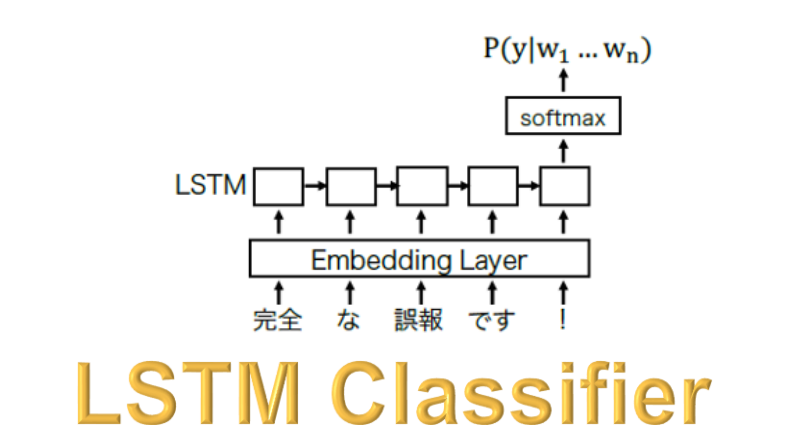 P(y|w₁ … wₙ)
softmax
LSTM
Embedding Layer
完全 な 誤報 です !
LSTM Classifier